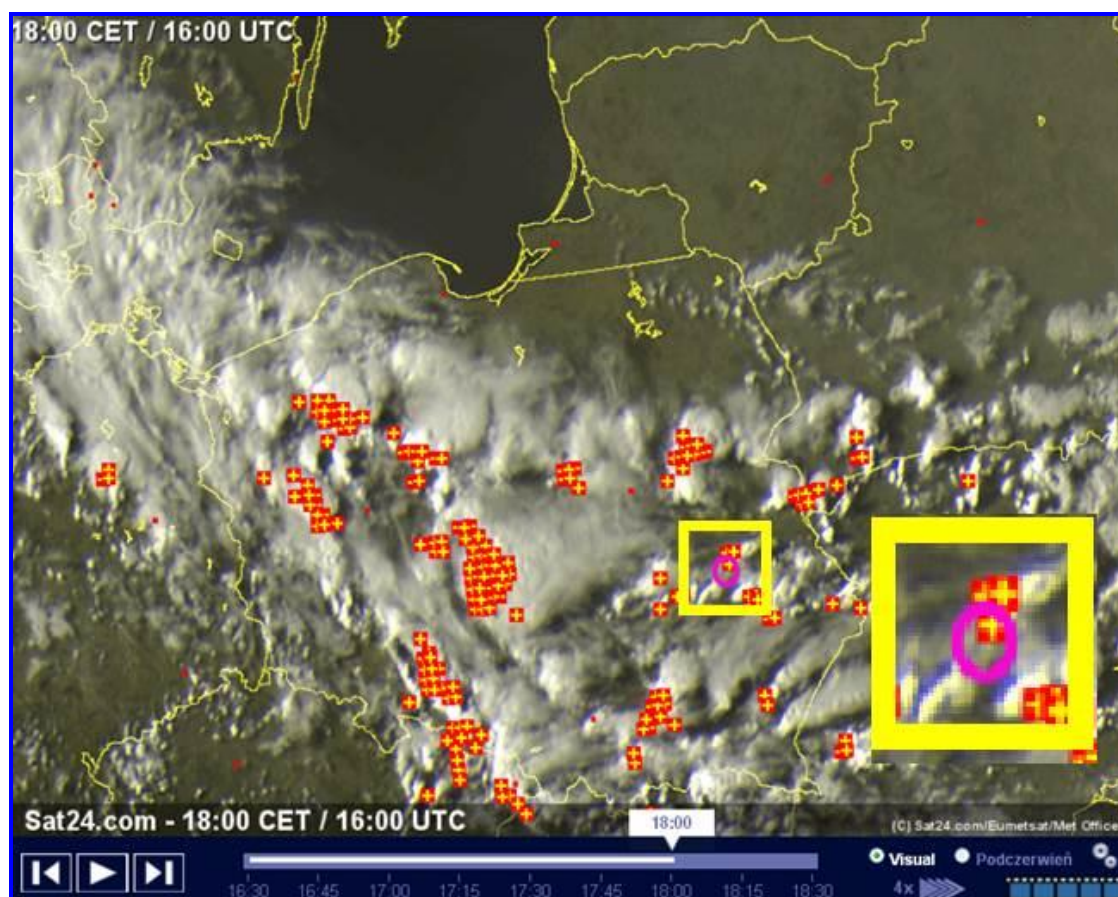 18:00 CET / 16:00 UTC
Sat24.com - 18:00 CET / 16:00 UTC
18:00
(C) Sat24.com/Eumetsat/Met Office
Visual
Podczerwień
16:30 16:45 17:00 17:15 17:30 17:45 18:00 18:15 18:30
4x